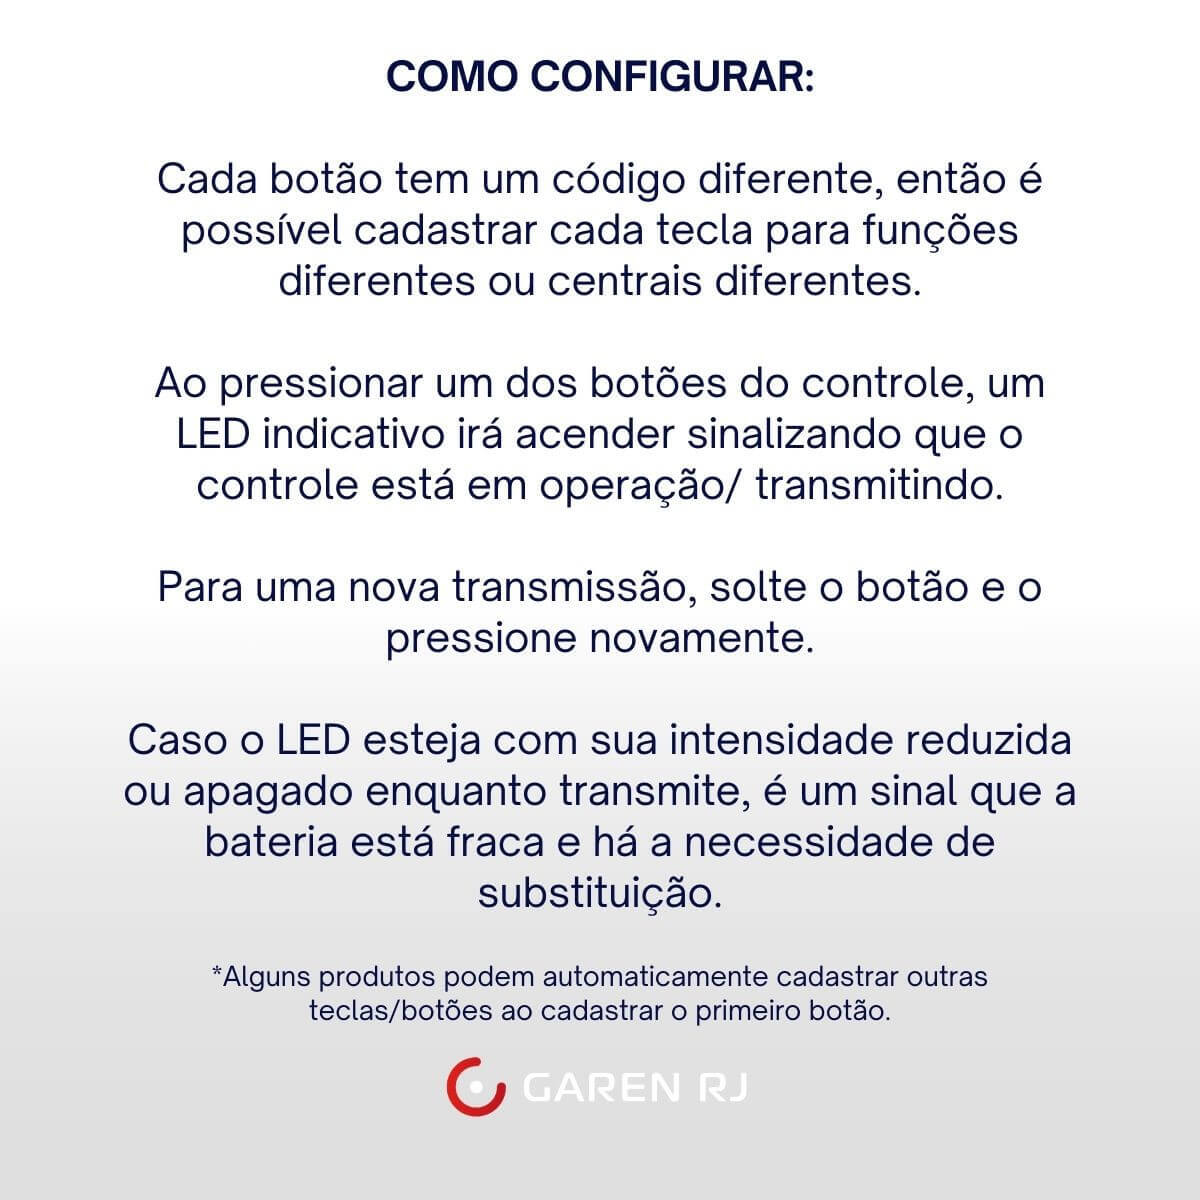 COMO CONFIGURAR:
Cada botão tem um código diferente, então é
possível cadastrar cada tecla para funções
diferentes ou centrais diferentes.
Ao pressionar um dos botões do controle, um
LED indicativo irá acender sinalizando que o
controle está em operação/ transmitindo.
Para uma nova transmissão, solte o botão e o
pressione novamente.
Caso o LED esteja com sua intensidade reduzida
ou apagado enquanto transmite, é um sinal que a
bateria está fraca e há a necessidade de
substituição.
*Alguns produtos podem automaticamente cadastrar outras
teclas/botões ao cadastrar o primeiro botão.
GAREN RJ